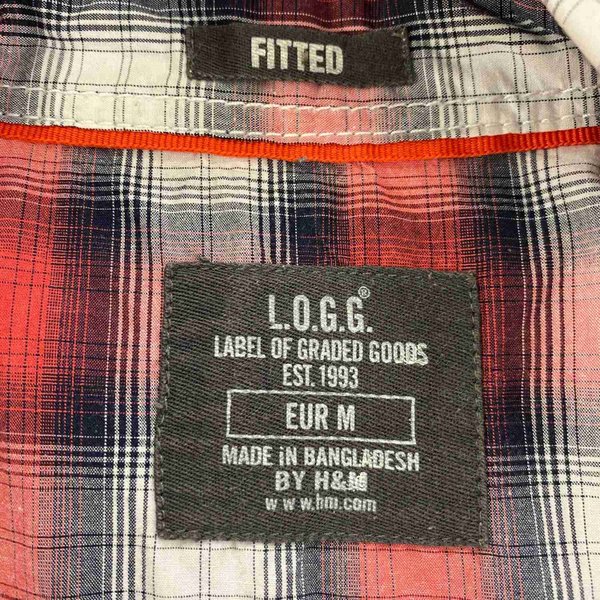 FITTED
L.O.G.G.®
LABEL OF GRADED GOODS
EST. 1993
EUR M
MADE IN BANGLADESH
BY H&M
www.hm.com